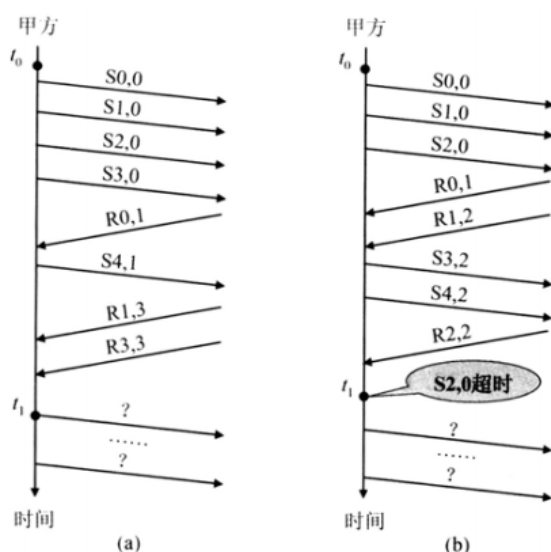 甲方
t₀
S0,0
S1,0
S2,0
S3,0
R0,1
S4,1
R1,3
R3,3
t₁
?
……
?
时间
(a)
甲方
t₀
S0,0
S1,0
S2,0
R0,1
R1,2
S3,2
S4,2
R2,2
S2,0超时
t₁
?
……
?
时间
(b)